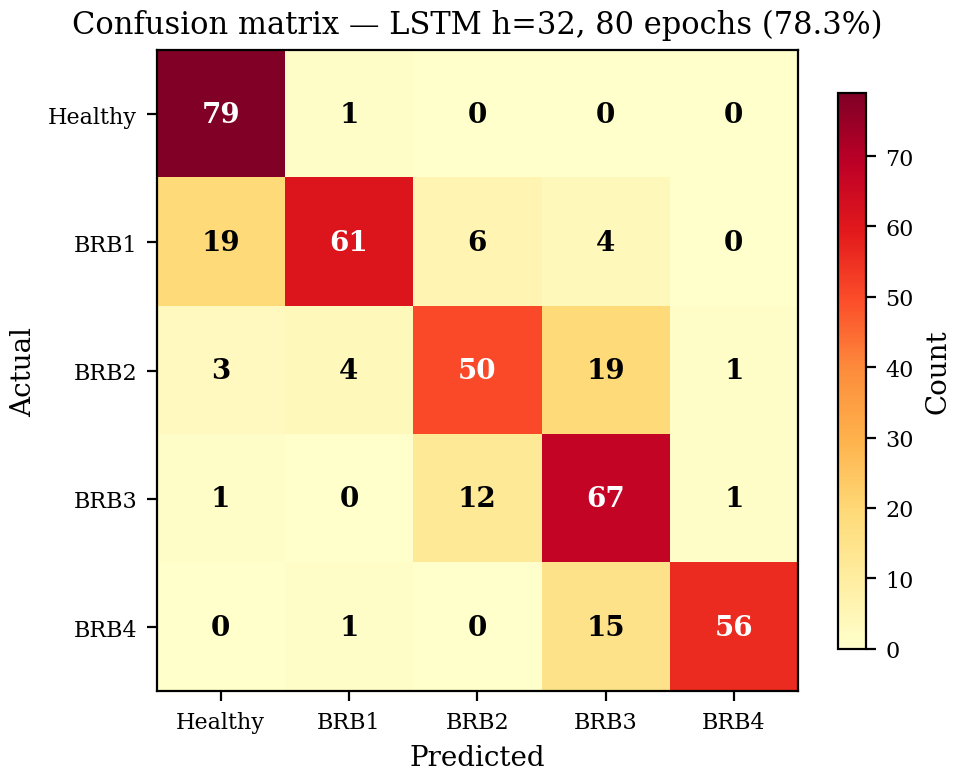 Confusion matrix — LSTM h=32, 80 epochs (78.3%)
Healthy 79 1 0 0 0
BRB1 19 61 6 4 0
BRB2 3 4 50 19 1
BRB3 1 0 12 67 1
BRB4 0 1 0 15 56
Healthy BRB1 BRB2 BRB3 BRB4
Predicted
Actual
70
60
50
40
30
20
10
0
Count